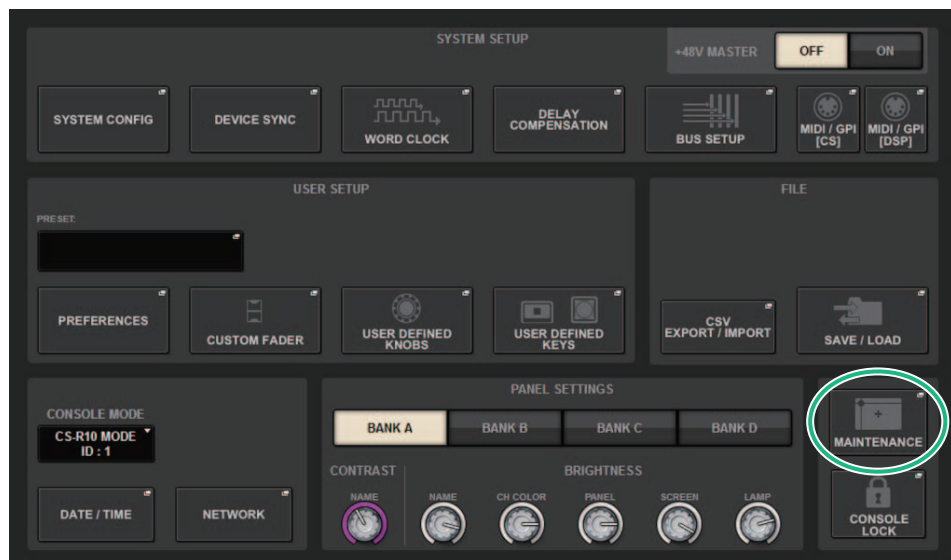 SYSTEM SETUP
+48V MASTER
OFF
ON
SYSTEM CONFIG
DEVICE SYNC
WORD CLOCK
DELAY
COMPENSATION
BUS SETUP
MIDI / GPI
[CS]
MIDI / GPI
[DSP]
USER SETUP
PRESET:
PREFERENCES
CUSTOM FADER
USER DEFINED
KNOBS
USER DEFINED
KEYS
FILE
CSV
EXPORT / IMPORT
SAVE / LOAD
CONSOLE MODE
CS-R10 MODE
ID : 1
DATE / TIME
NETWORK
PANEL SETTINGS
BANK A
BANK B
BANK C
BANK D
CONTRAST
BRIGHTNESS
NAME
NAME
CH COLOR
PANEL
SCREEN
LAMP
MAINTENANCE
CONSOLE
LOCK